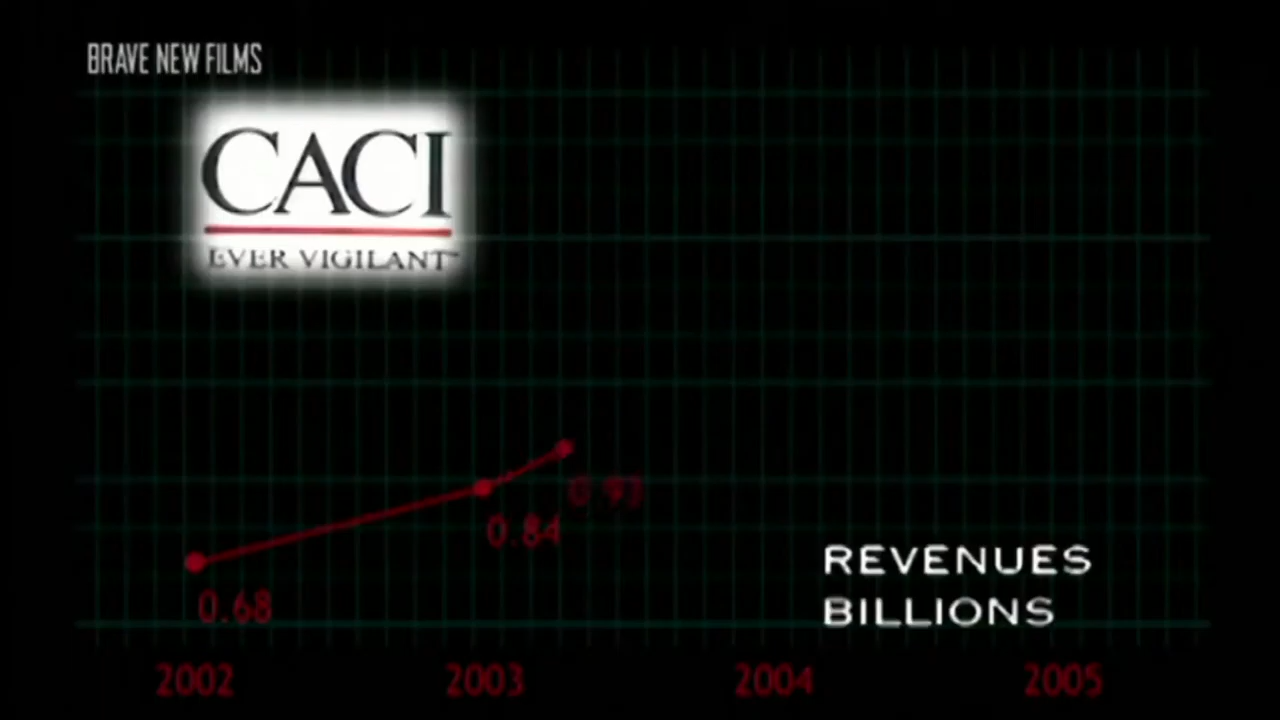 BRAVE NEW FILMS
CACI
EVER VIGILANT
0.84
0.68
REVENUES
BILLIONS
2002 2003 2004 2005